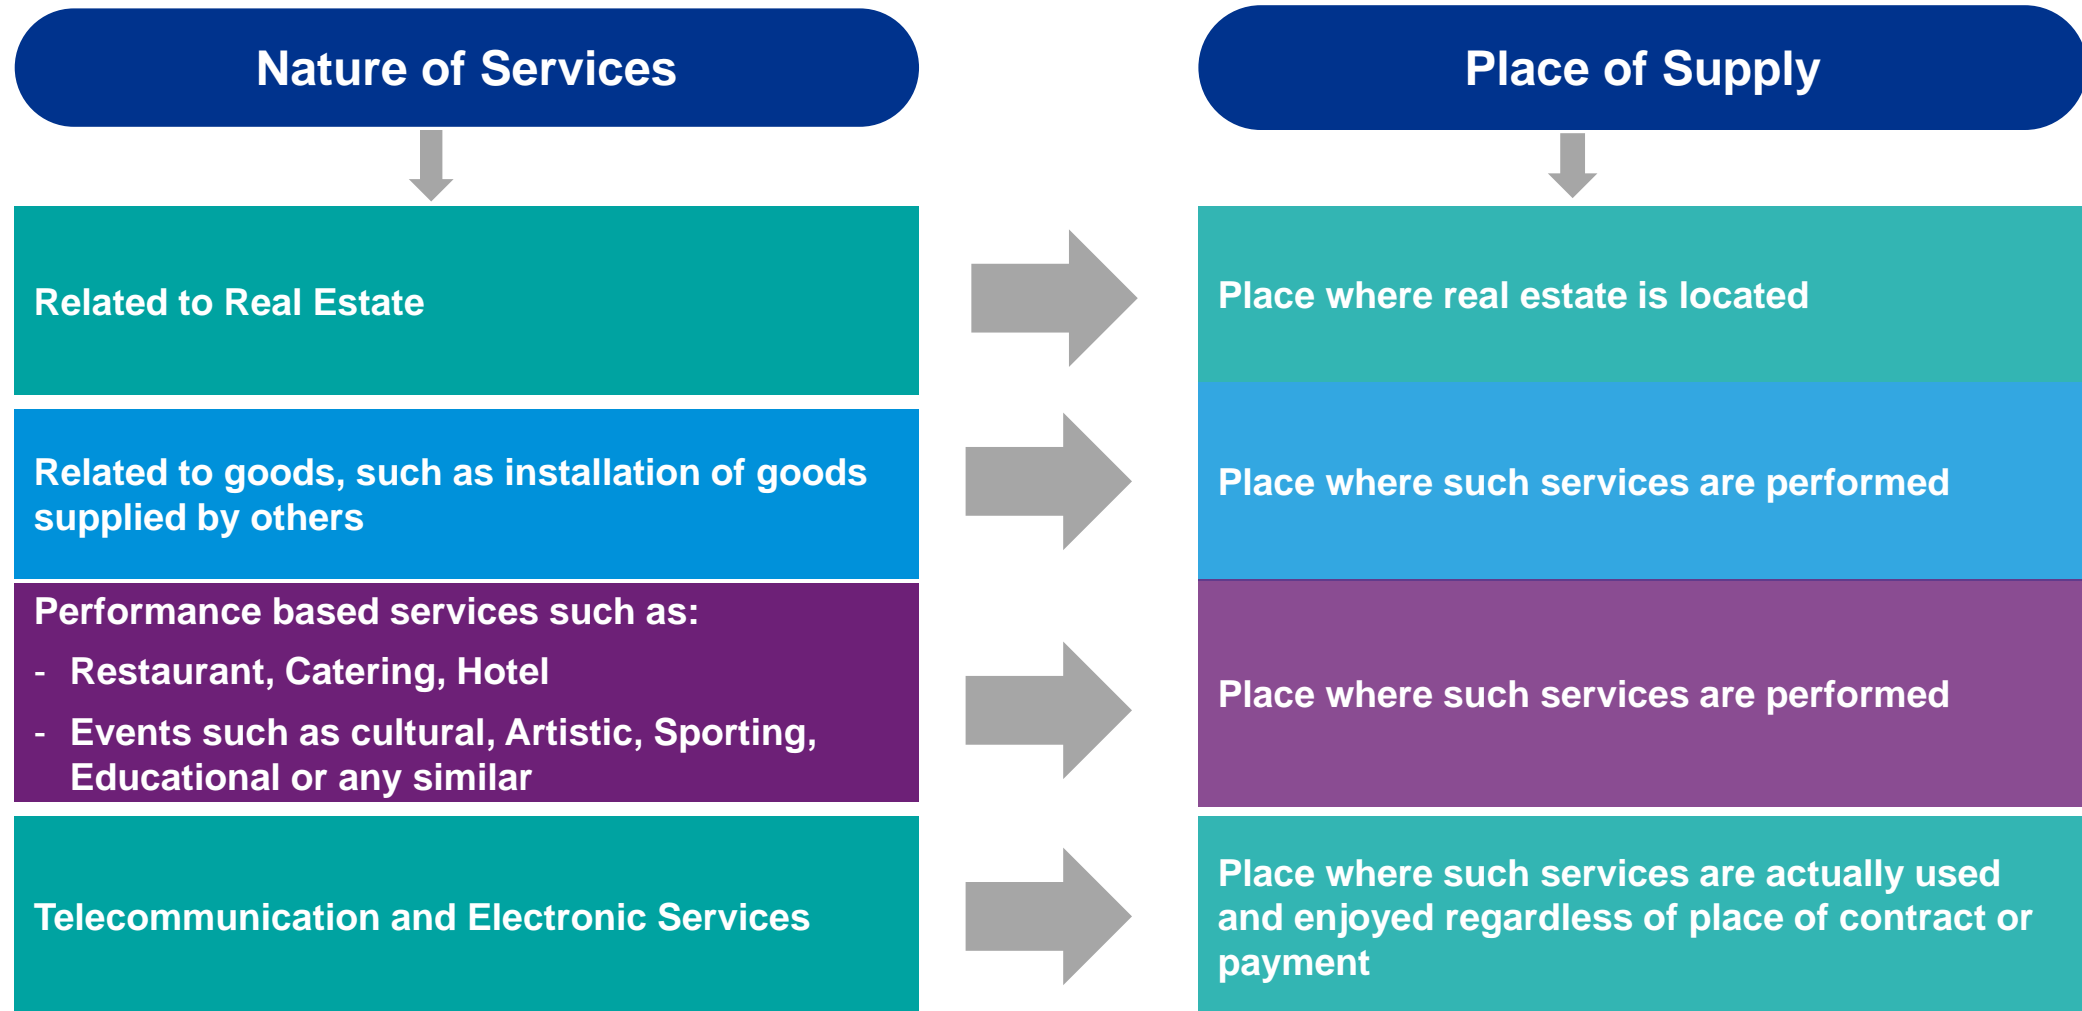 Nature of Services
Place of Supply
Related to Real Estate
Place where real estate is located
Related to goods, such as installation of goods
supplied by others
Place where such services are performed
Performance based services such as:
- Restaurant, Catering, Hotel
- Events such as cultural, Artistic, Sporting,
Educational or any similar
Place where such services are performed
Telecommunication and Electronic Services
Place where such services are actually used
and enjoyed regardless of place of contract or
payment